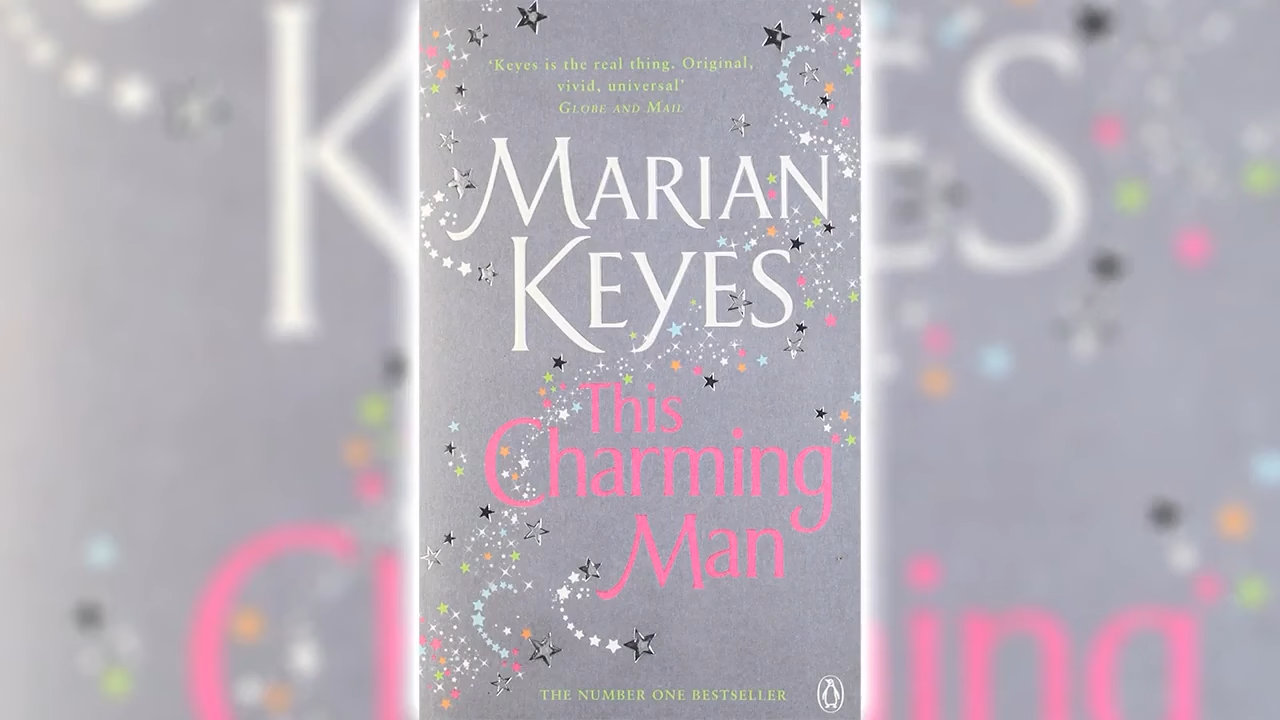 'Keyes is the real thing. Original,
vivid, universal'
GLOBE AND MAIL
MARIAN
KEYES
This
Charming
Man
THE NUMBER ONE BESTSELLER